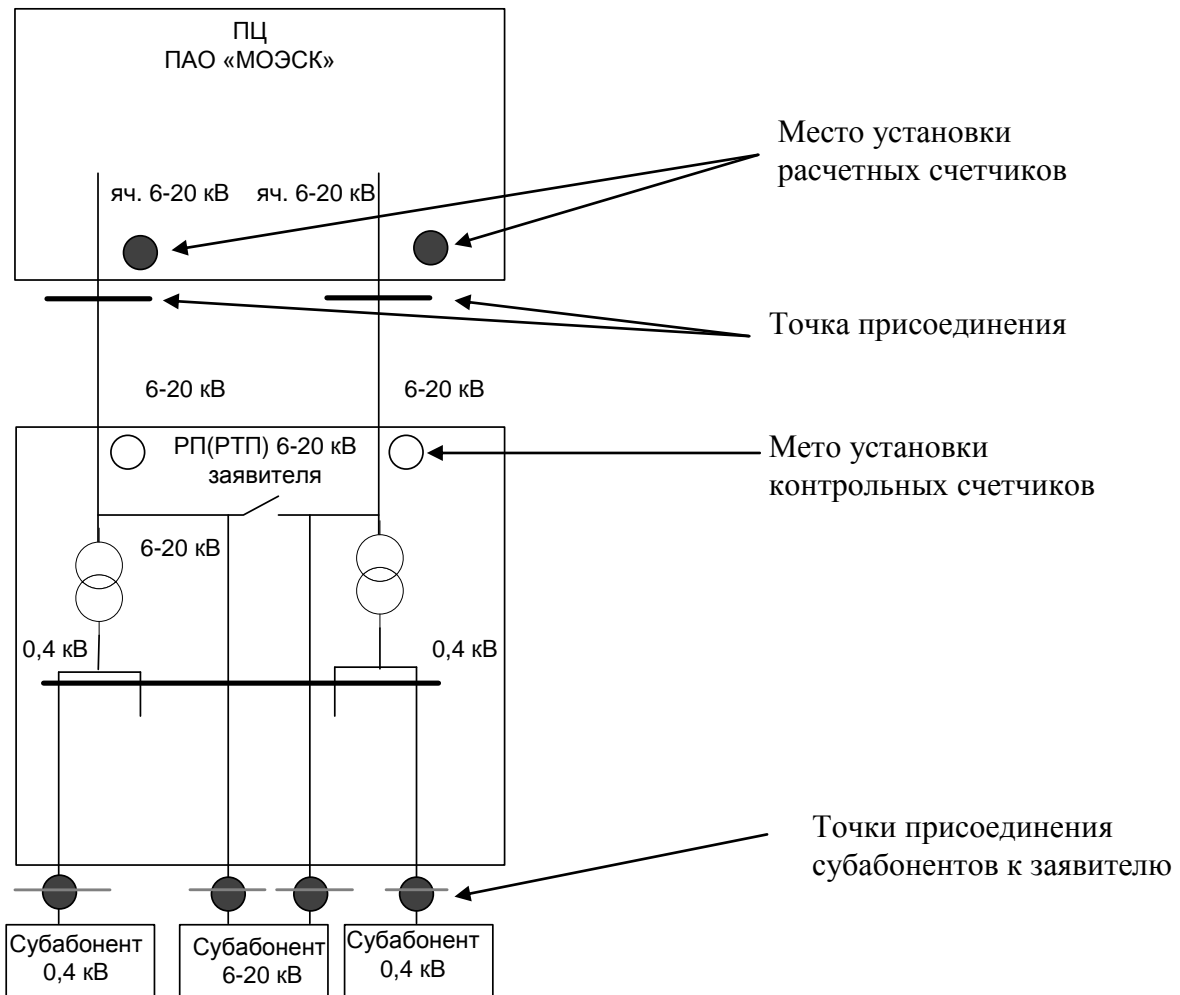 ПЦ
ПАО «МОЭСК»
Место установки
расчетных счетчиков
яч. 6-20 кВ
яч. 6-20 кВ
Точка присоединения
6-20 кВ
6-20 кВ
РП(РТП) 6-20 кВ
заявителя
Мето установки
контрольных счетчиков
6-20 кВ
0,4 кВ
0,4 кВ
Точки присоединения
субабонентов к заявителю
Субабонент
0,4 кВ
Субабонент
6-20 кВ
Субабонент
0,4 кВ